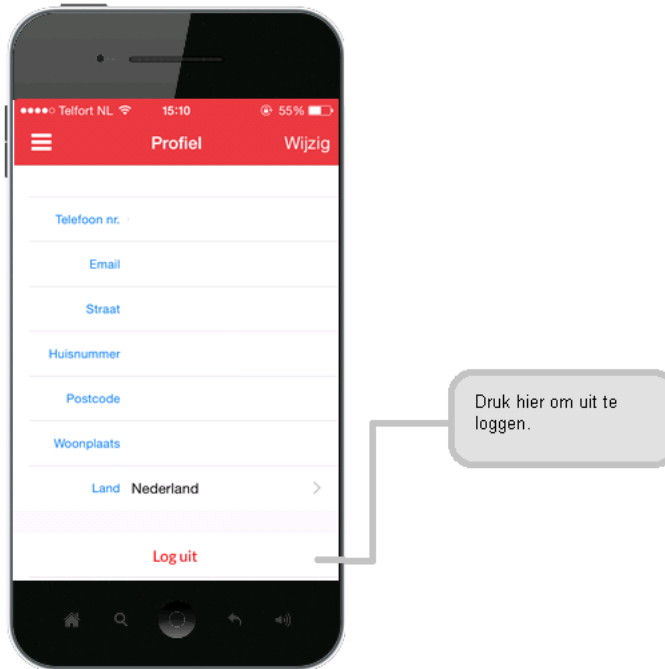 Telfort NL 15:10 55%
Profiel Wijzig
Telefoon nr.
Email
Straat
Huisnummer
Postcode
Woonplaats
Land Nederland
Log uit
Druk hier om uit te
loggen.